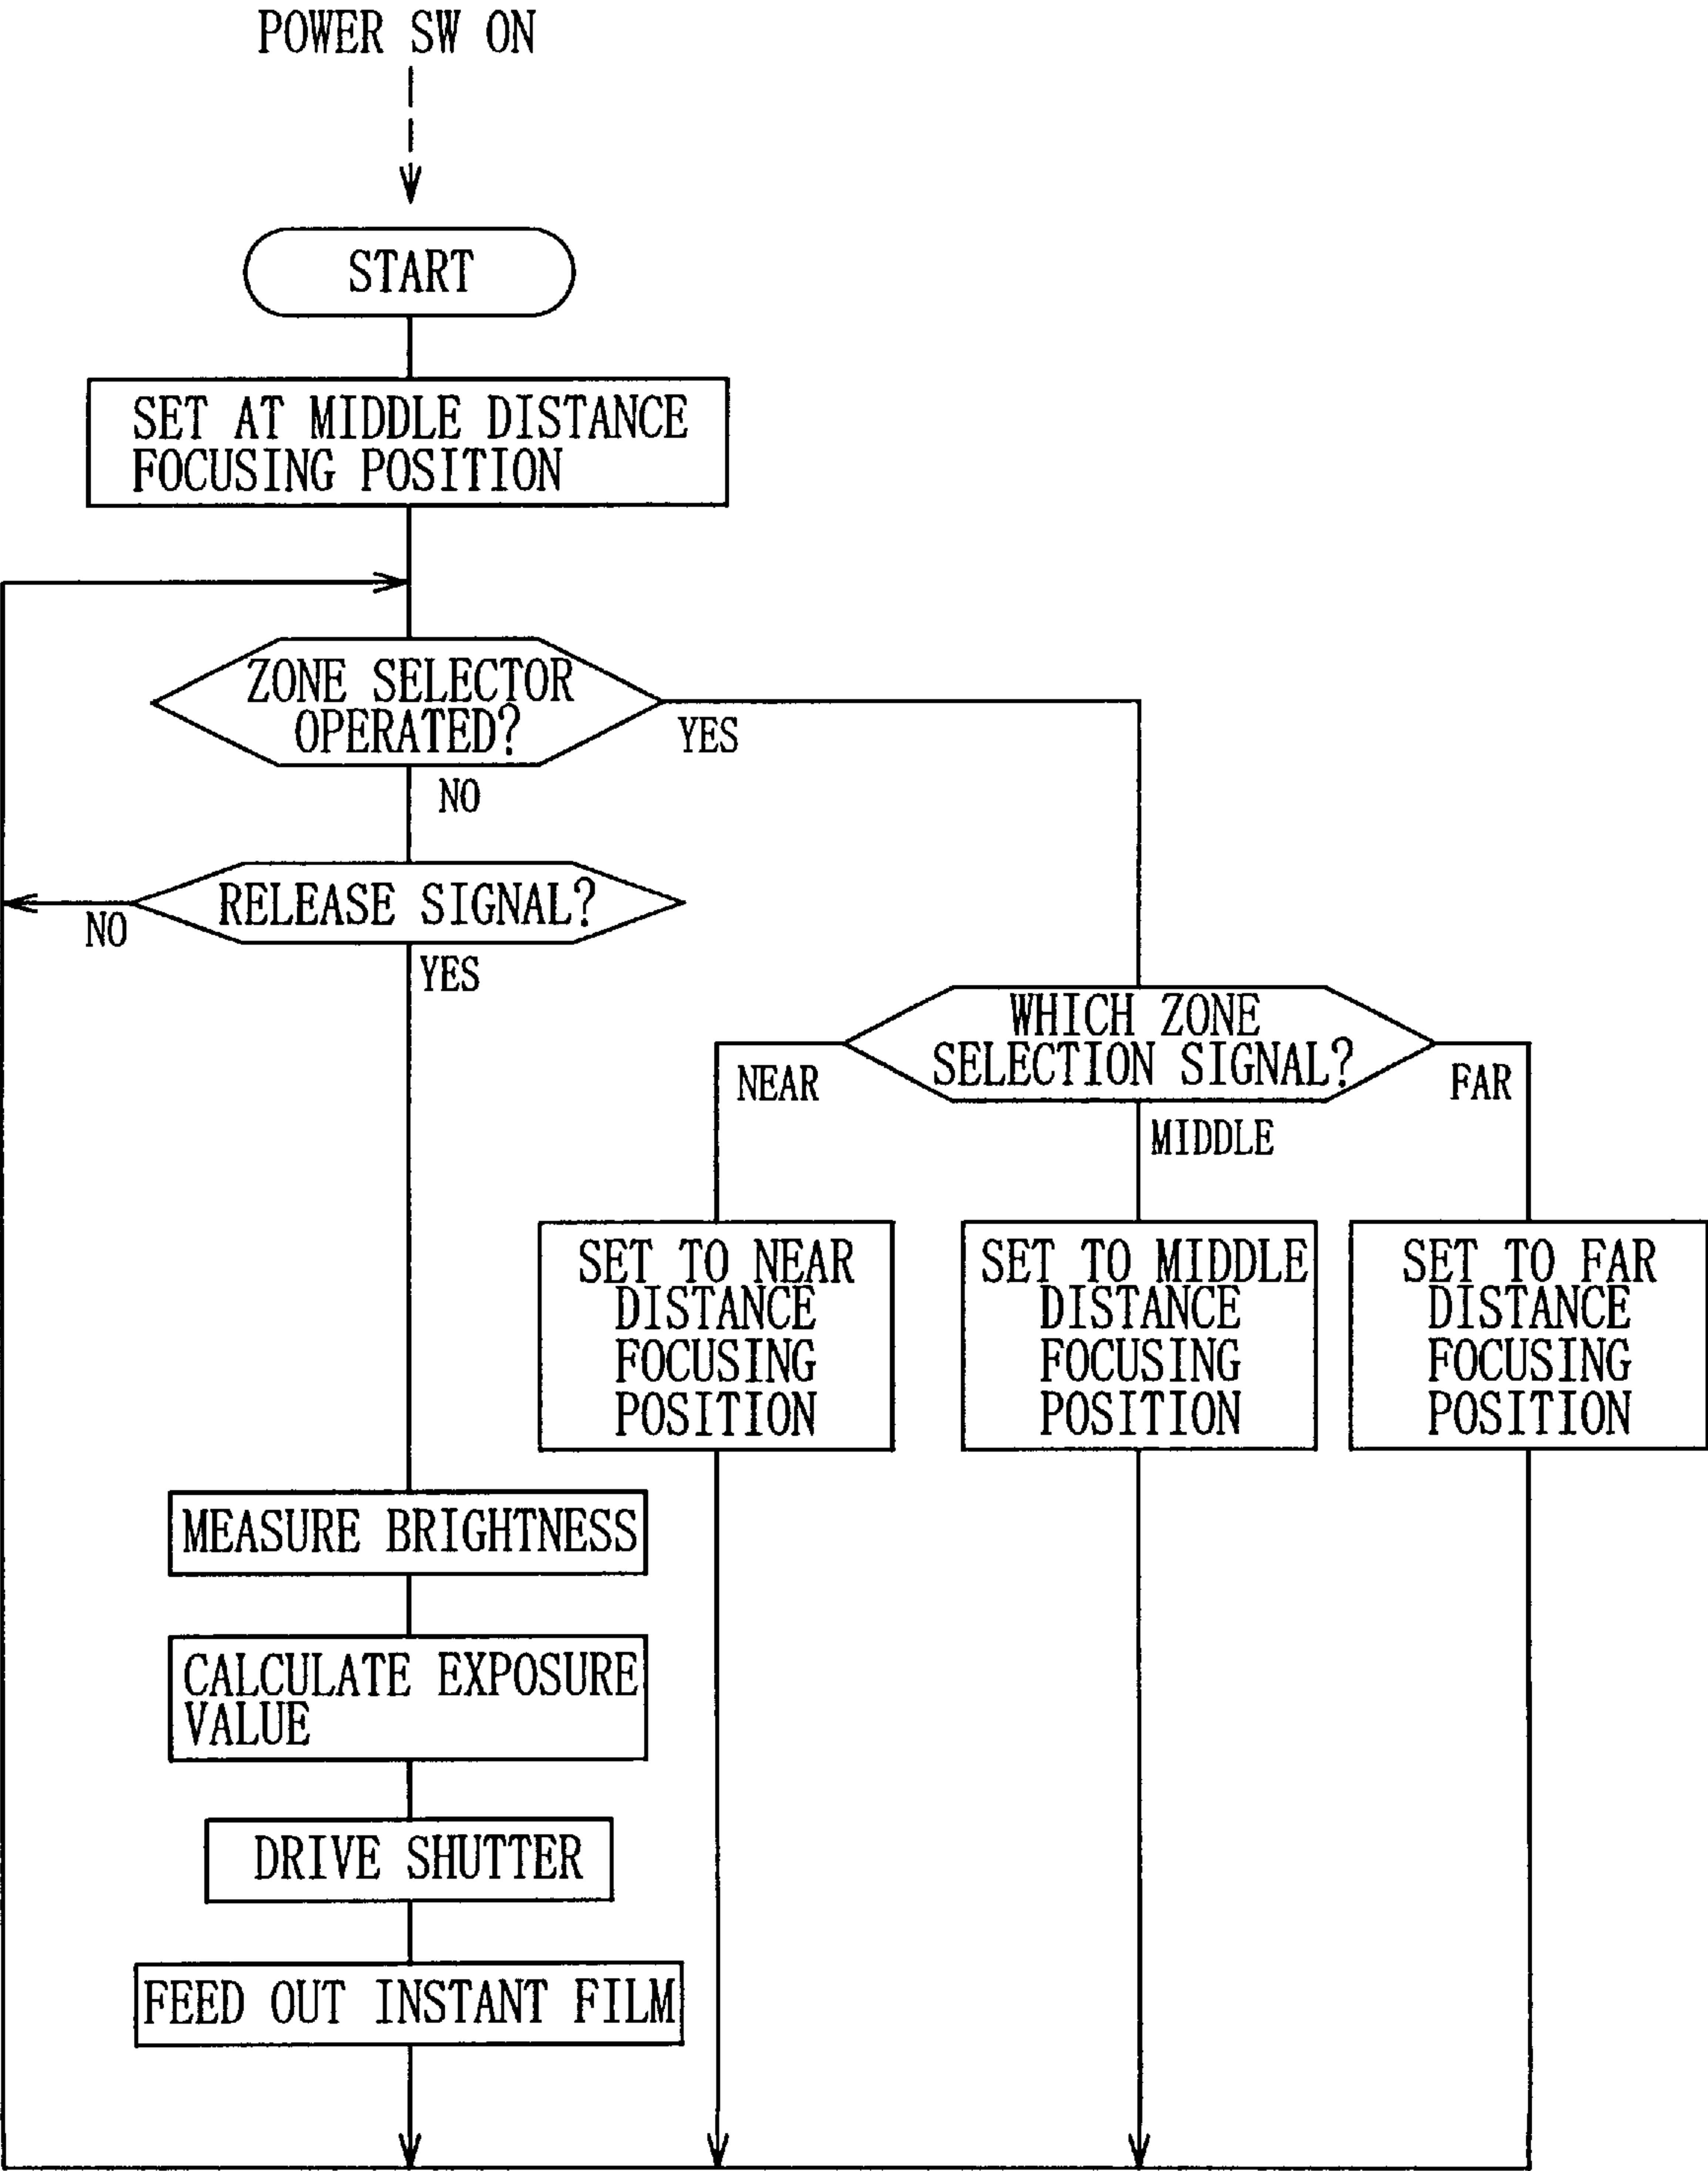 POWER SW ON
START
SET AT MIDDLE DISTANCE
FOCUSING POSITION
ZONE SELECTOR
OPERATED?
YES
NO
RELEASE SIGNAL?
NO
YES
WHICH ZONE
SELECTION SIGNAL?
NEAR
MIDDLE
FAR
SET TO NEAR
DISTANCE
FOCUSING
POSITION
SET TO MIDDLE
DISTANCE
FOCUSING
POSITION
SET TO FAR
DISTANCE
FOCUSING
POSITION
MEASURE BRIGHTNESS
CALCULATE EXPOSURE
VALUE
DRIVE SHUTTER
FEED OUT INSTANT FILM